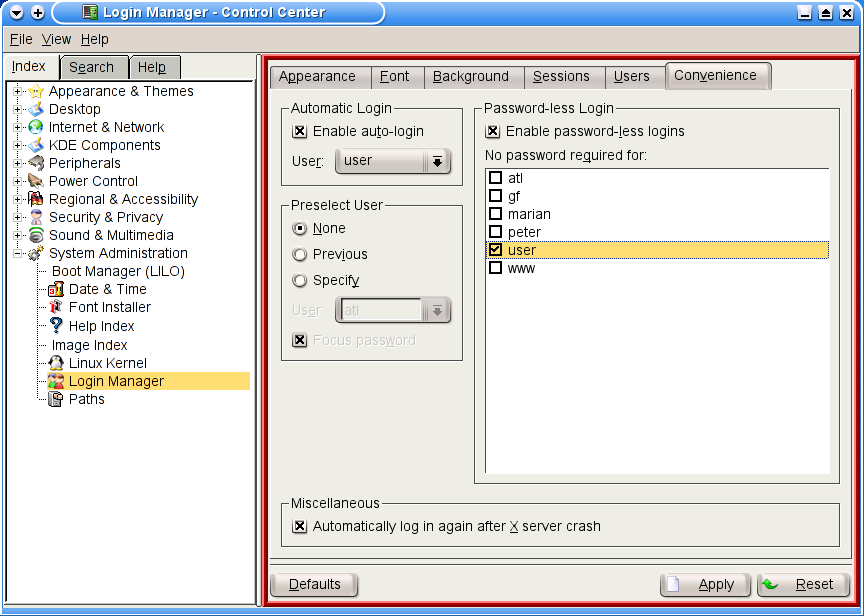 Login Manager - Control Center
File View Help
Index Search Help
Appearance & Themes
Desktop
Internet & Network
KDE Components
Peripherals
Power Control
Regional & Accessibility
Security & Privacy
Sound & Multimedia
System Administration
Boot Manager (LILO)
Date & Time
Font Installer
Help Index
Image Index
Linux Kernel
Login Manager
Paths
Appearance Font Background Sessions Users Convenience
Automatic Login
Enable auto-login
User: user
Preselect User
None
Previous
Specify
User: atl
Focus password
Password-less Login
Enable password-less logins
No password required for:
atl
gf
marian
peter
user
www
Miscellaneous
Automatically log in again after X server crash
Defaults Apply Reset